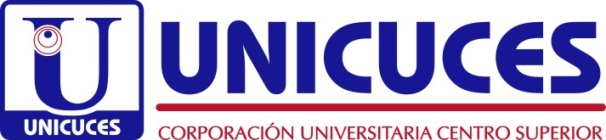 U
UNICUCES
UNICUCES
CORPORACIÓN UNIVERSITARIA CENTRO SUPERIOR